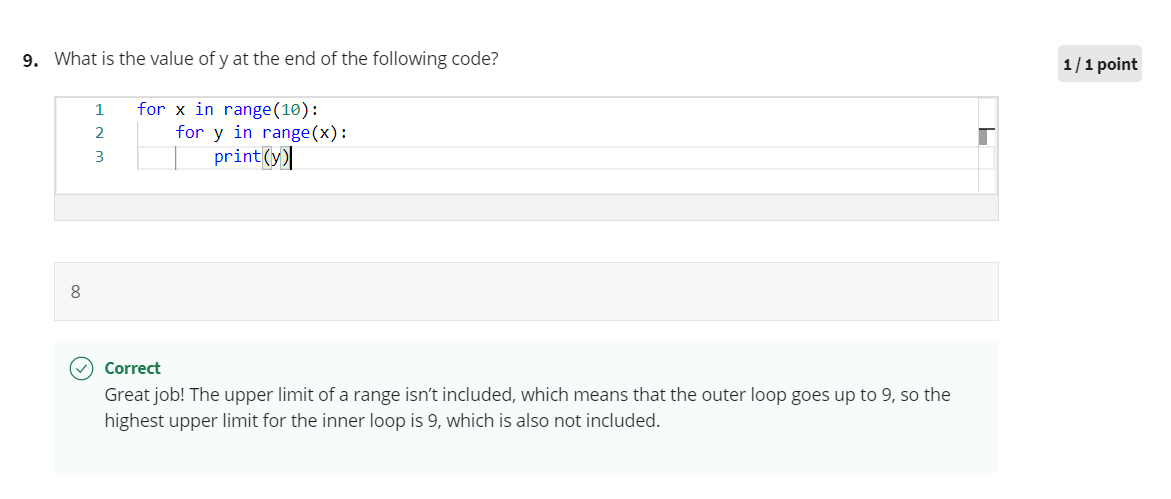 9. What is the value of y at the end of the following code?
1 / 1 point
1 for x in range(10):
2     for y in range(x):
3         print(y)
8
Correct
Great job! The upper limit of a range isn’t included, which means that the outer loop goes up to 9, so the
highest upper limit for the inner loop is 9, which is also not included.